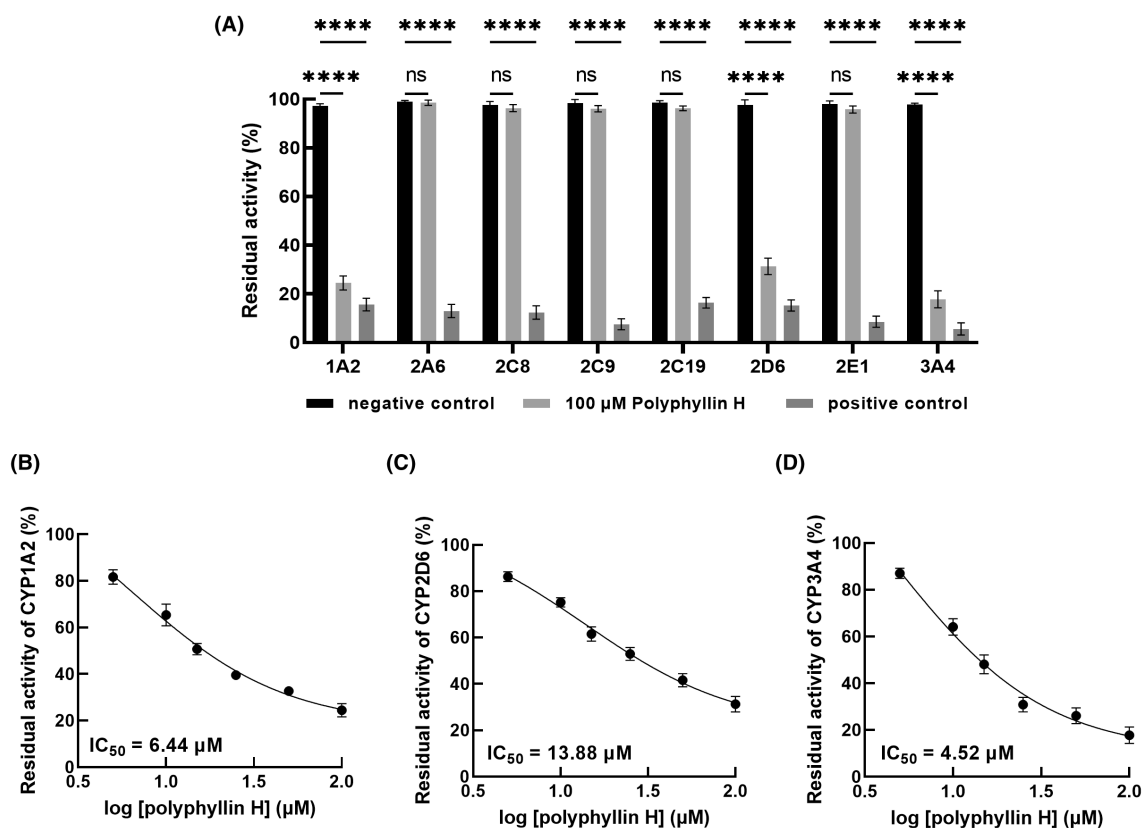 (A)
**** **** **** **** **** **** **** ****
**** ns ns ns ns **** ns ****
Residual activity (%)
100
80
60
40
20
0
1A2 2A6 2C8 2C9 2C19 2D6 2E1 3A4
negative control 100 μM Polyphyllin H positive control
(B)
Residual activity of CYP1A2 (%)
100
80
60
40
20
0
IC50 = 6.44 μM
0.5 1.0 1.5 2.0
log [polyphyllin H] (μM)
(C)
Residual activity of CYP2D6 (%)
100
80
60
40
20
0
IC50 = 13.88 μM
0.5 1.0 1.5 2.0
log [polyphyllin H] (μM)
(D)
Residual activity of CYP3A4 (%)
100
80
60
40
20
0
IC50 = 4.52 μM
0.5 1.0 1.5 2.0
log [polyphyllin H] (μM)